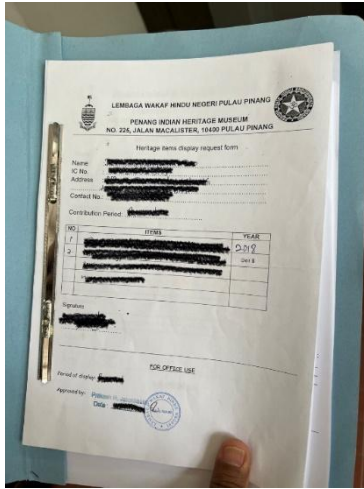 LEMBAGA WAKAF HINDU NEGERI PULAU PINANG
PENANG INDIAN HERITAGE MUSEUM
NO. 226, JALAN MACALISTER, 10400 PULAU PINANG
Heritage items display request form
Name
IC No.
Address
Contact No.:
Contribution Period:
NO ITEMS YEAR
1 2018
2
Signature
FOR OFFICE USE
Period of display:
Approved by:
Date :